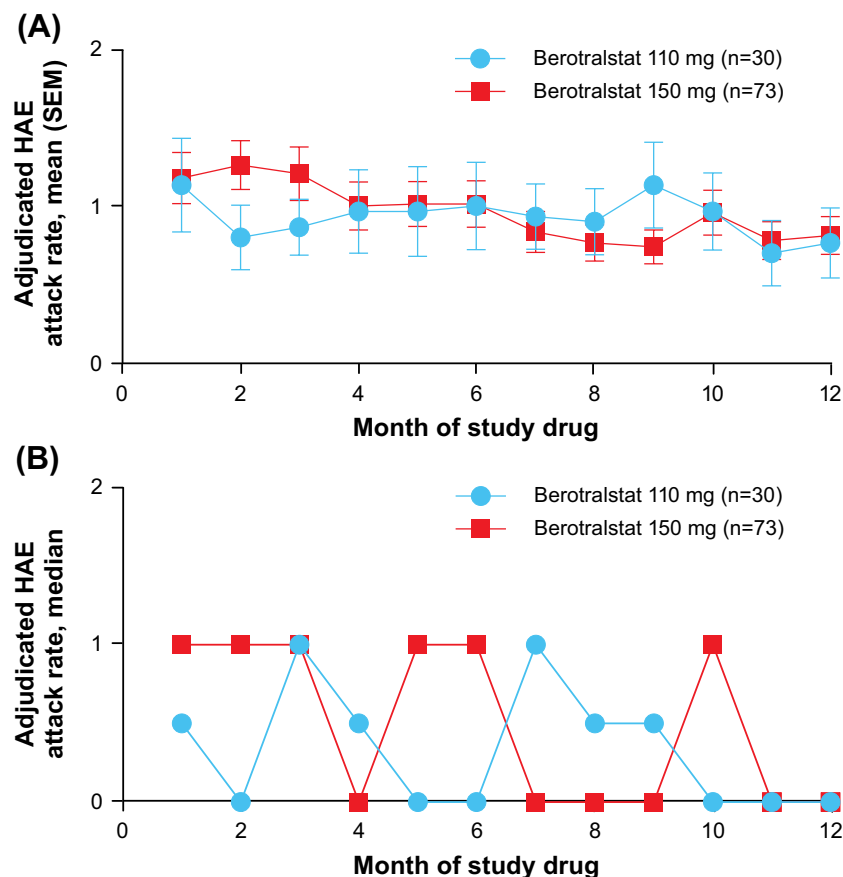 (A)
2
1
0
Adjudicated HAE
attack rate, mean (SEM)
Berotralstat 110 mg (n=30)
Berotralstat 150 mg (n=73)
0 2 4 6 8 10 12
Month of study drug
(B)
2
1
0
Adjudicated HAE
attack rate, median
Berotralstat 110 mg (n=30)
Berotralstat 150 mg (n=73)
0 2 4 6 8 10 12
Month of study drug